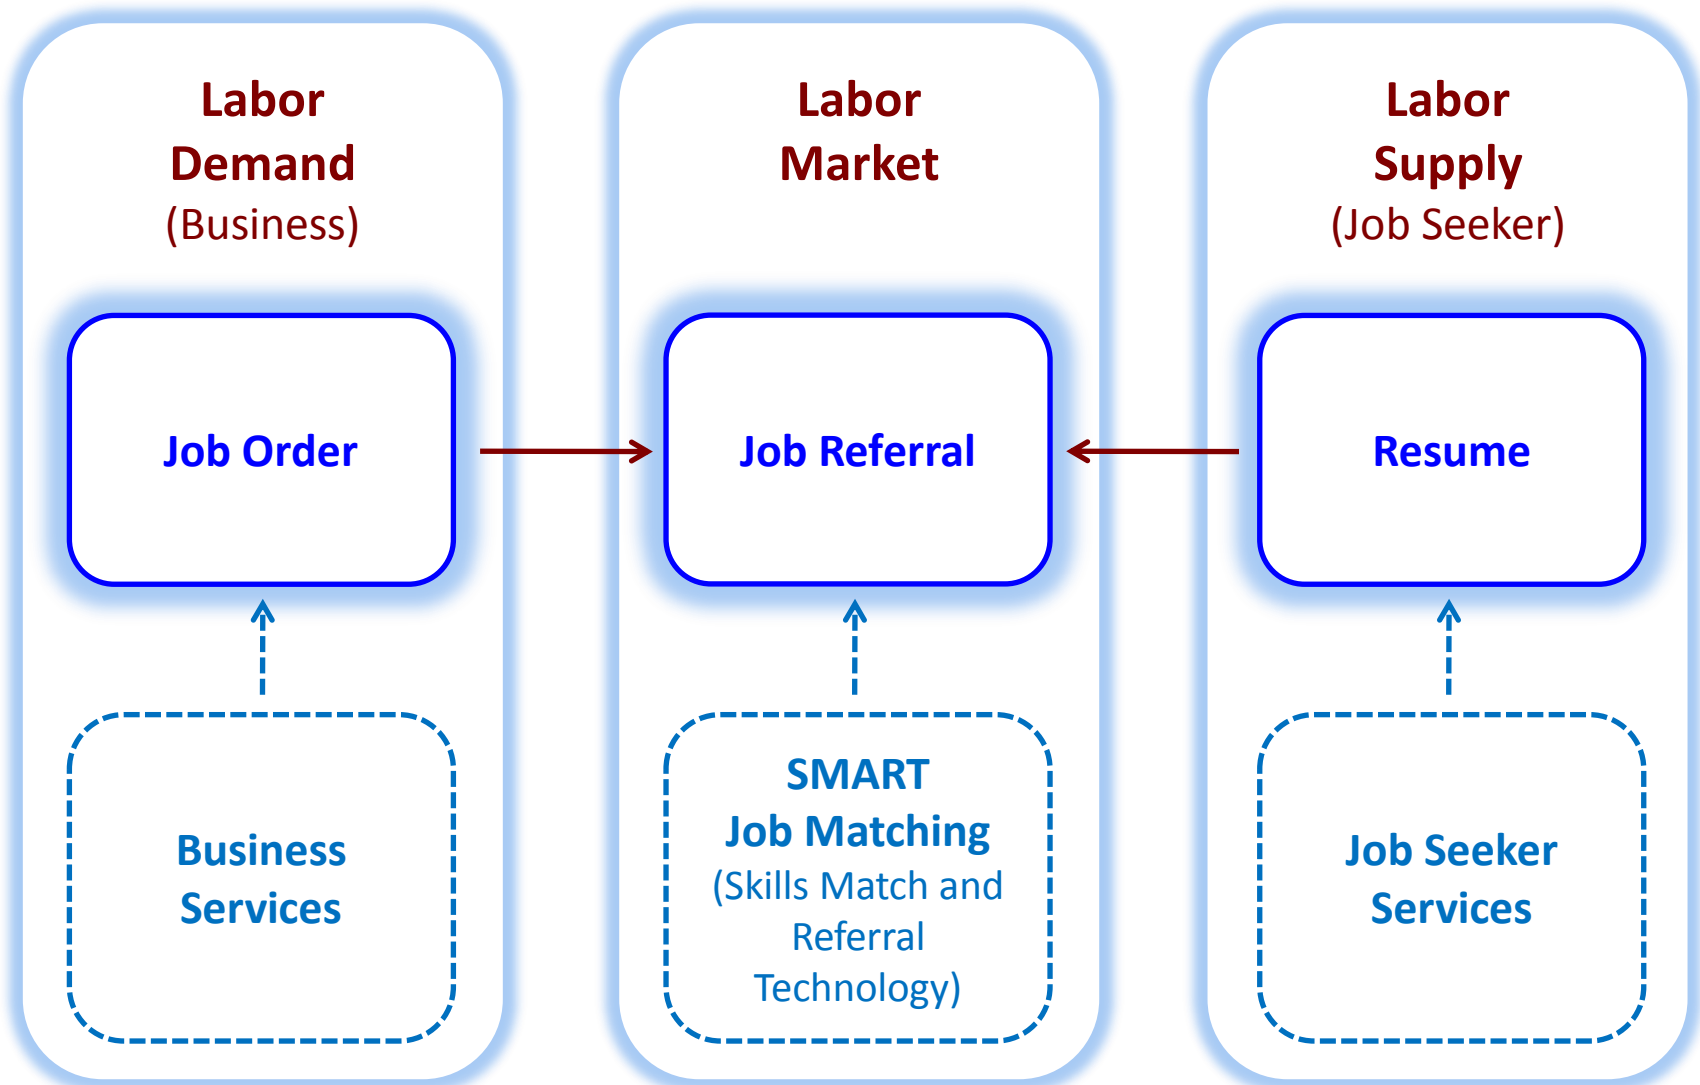 Labor
Demand
(Business)
Job Order
Business
Services
Labor
Market
Job Referral
SMART
Job Matching
(Skills Match and
Referral
Technology)
Labor
Supply
(Job Seeker)
Resume
Job Seeker
Services